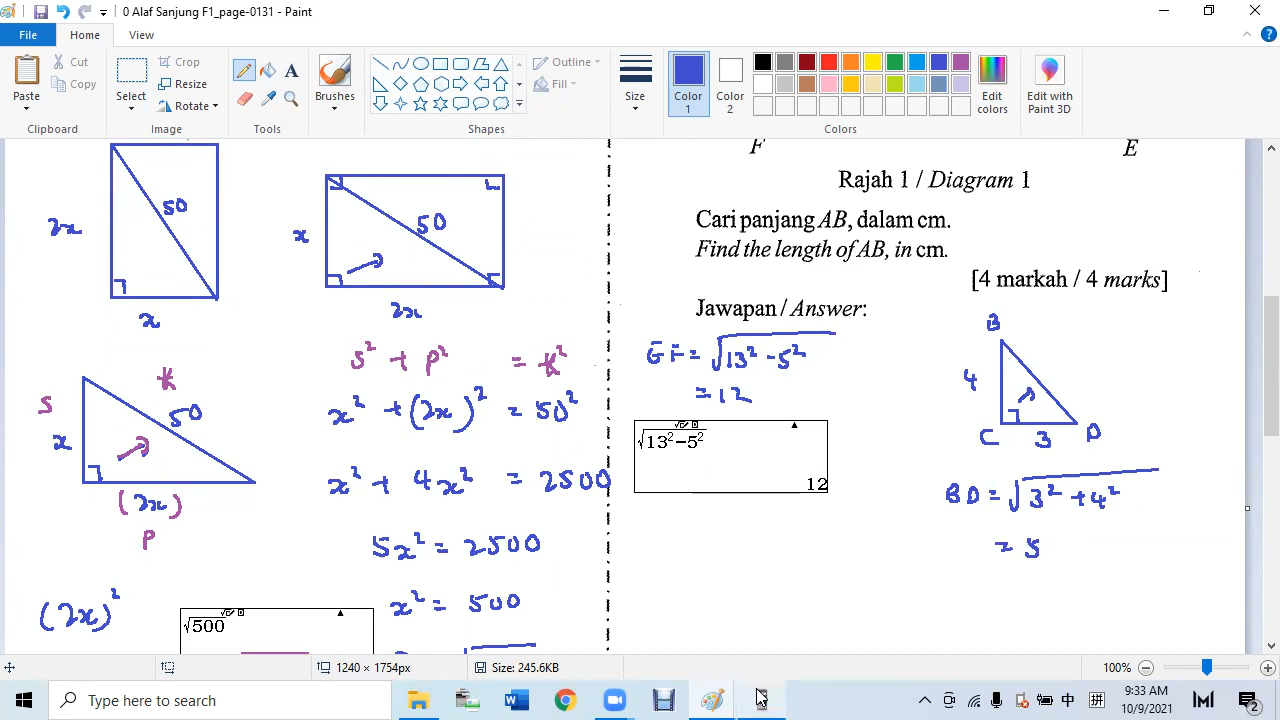 0 Alaf Sanjung F1_page-0131 - Paint
File Home View
Paste Cut Copy Clipboard
Select Crop Resize Rotate Image
Tools
Brushes
Shapes Outline Fill
Size
Color 1 Color 2
Edit colors Edit with Paint 3D
Colors
2x 50 x
x 50 2x
s x k 50 (2x) p
s² + p² = k²
x² + (2x)² = 50²
x² + 4x² = 2500
5x² = 2500
x² = 500
(2x)²
√500
F E
Rajah 1 / Diagram 1
Cari panjang AB, dalam cm.
Find the length of AB, in cm.
[4 markah / 4 marks]
Jawapan / Answer:
GF = √13² - 5²
= 12
√13²–5²
12
B 4 C 3 D
BD = √3² + 4²
= 5
1240 × 1754px Size: 245.6KB 100%
Type here to search
中 拼 9:33 AM
10/9/2021 2